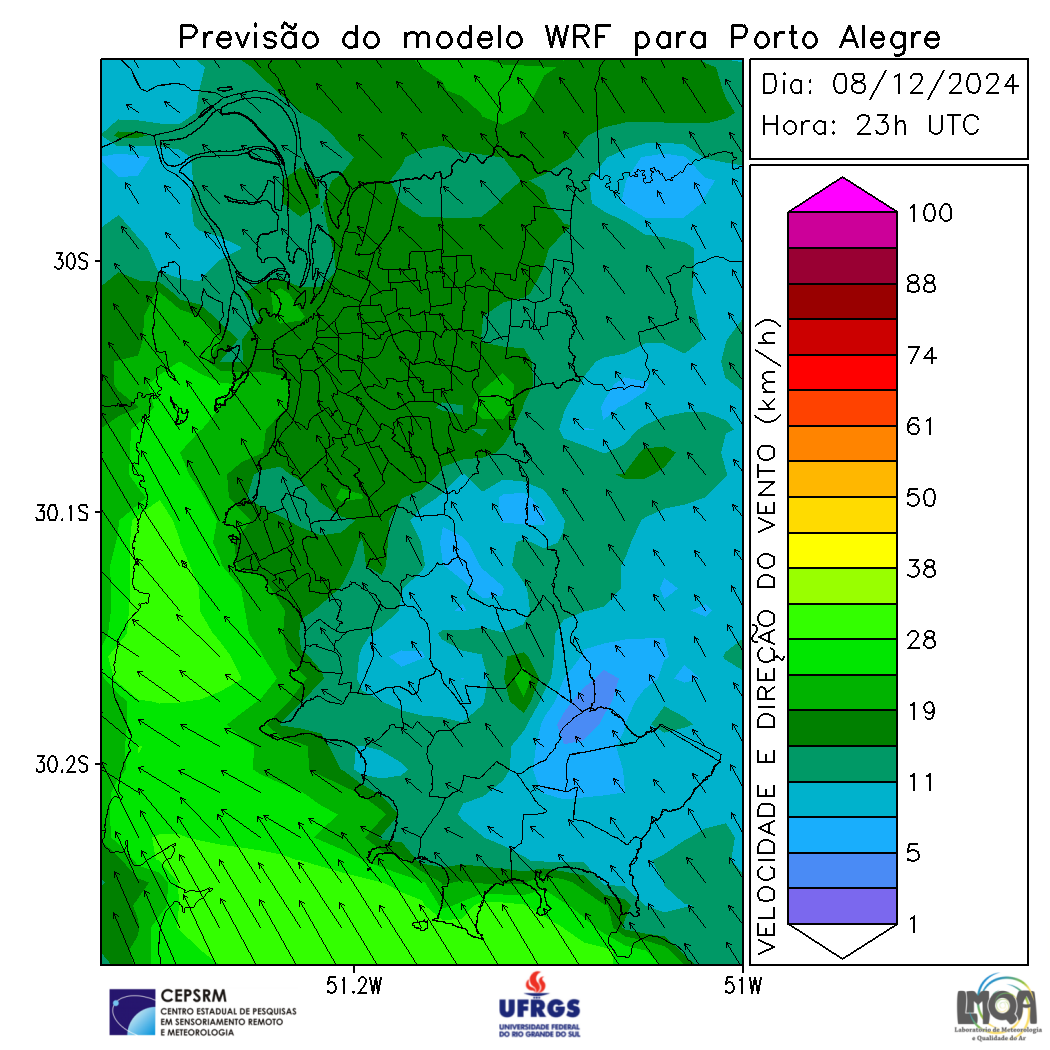 Previsão do modelo WRF para Porto Alegre
Dia: 08/12/2024
Hora: 23h UTC
30S
30.1S
30.2S
51.2W
51W
VELOCIDADE E DIREÇÃO DO VENTO (km/h)
100
88
74
61
50
38
28
19
11
5
1
CEPSRM
CENTRO ESTADUAL DE PESQUISAS
EM SENSORIAMENTO REMOTO
E METEOROLOGIA
UFRGS
UNIVERSIDADE FEDERAL
DO RIO GRANDE DO SUL
LMQA
Laboratório de Meteorologia
e Qualidade do Ar